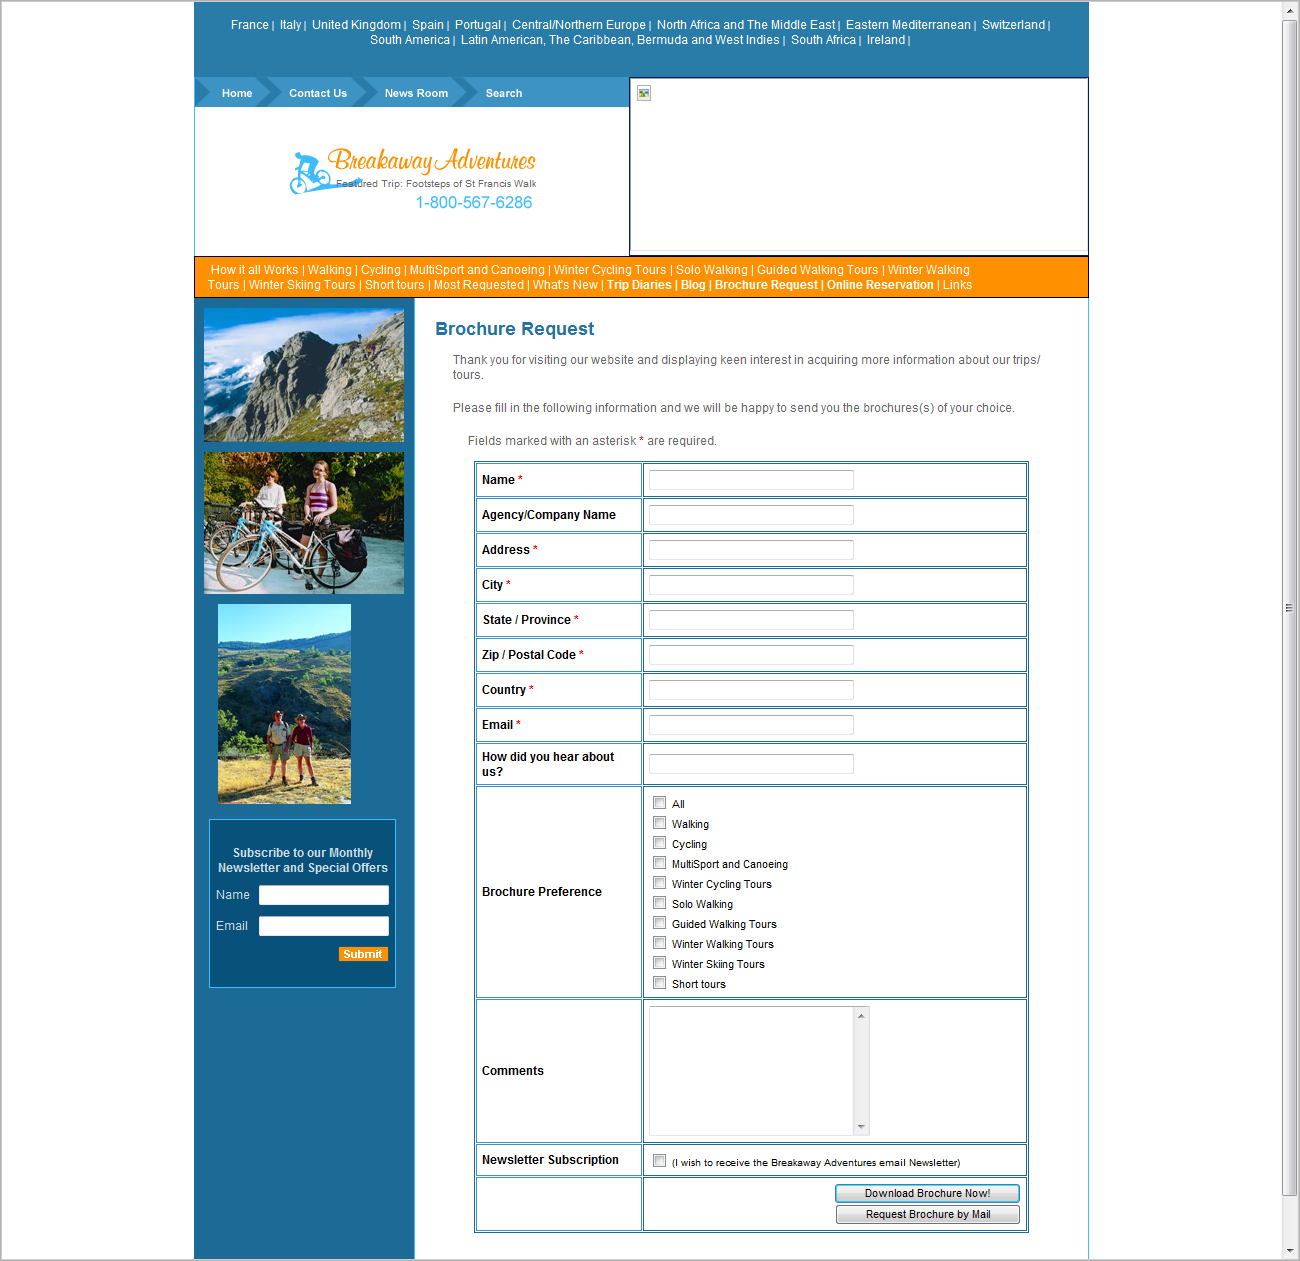 France | Italy | United Kingdom | Spain | Portugal | Central/Northern Europe | North Africa and The Middle East | Eastern Mediterranean | Switzerland |
South America | Latin American, The Caribbean, Bermuda and West Indies | South Africa | Ireland |
Home Contact Us News Room Search
Breakaway Adventures
Featured Trip: Footsteps of St Francis Walk
1-800-567-6286
How it all Works | Walking | Cycling | MultiSport and Canoeing | Winter Cycling Tours | Solo Walking | Guided Walking Tours | Winter Walking
Tours | Winter Skiing Tours | Short tours | Most Requested | What's New | Trip Diaries | Blog | Brochure Request | Online Reservation | Links
Brochure Request
Thank you for visiting our website and displaying keen interest in acquiring more information about our trips/
tours.
Please fill in the following information and we will be happy to send you the brochures(s) of your choice.
Fields marked with an asterisk * are required.
Name *
Agency/Company Name
Address *
City *
State / Province *
Zip / Postal Code *
Country *
Email *
How did you hear about
us?
Brochure Preference
All
Walking
Cycling
MultiSport and Canoeing
Winter Cycling Tours
Solo Walking
Guided Walking Tours
Winter Walking Tours
Winter Skiing Tours
Short tours
Comments
Newsletter Subscription
(I wish to receive the Breakaway Adventures email Newsletter)
Download Brochure Now!
Request Brochure by Mail
Subscribe to our Monthly
Newsletter and Special Offers
Name
Email
Submit